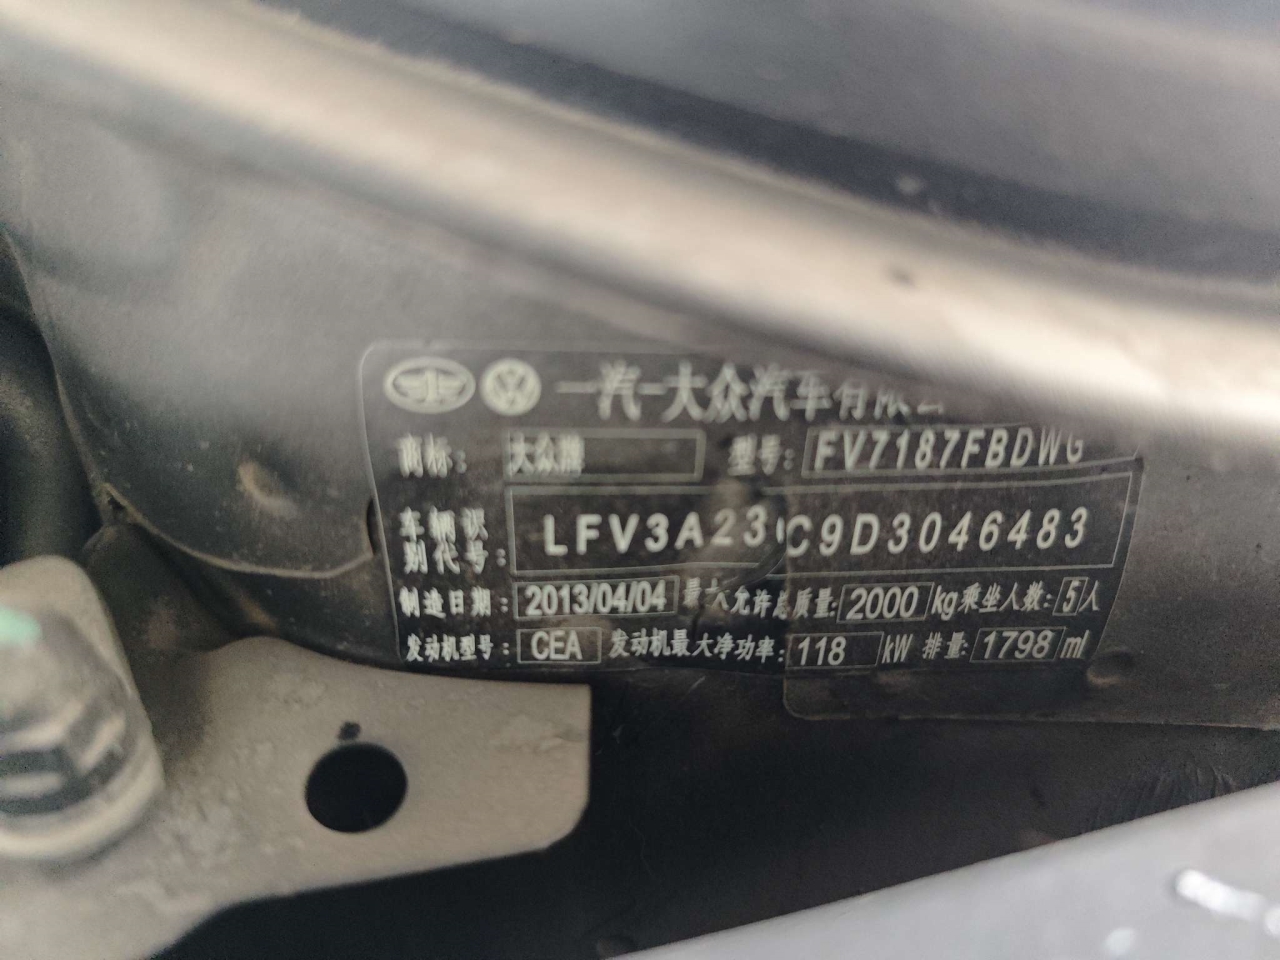 一汽-大众汽车有限公
商标: 大众牌 型号: FV7187FBDWG
车辆识别代号: LFV3A23C9D3046483
制造日期: 2013/04/04 最大允许总质量: 2000 kg 乘坐人数: 5 人
发动机型号: CEA 发动机最大净功率: 118 kW 排量: 1798 ml